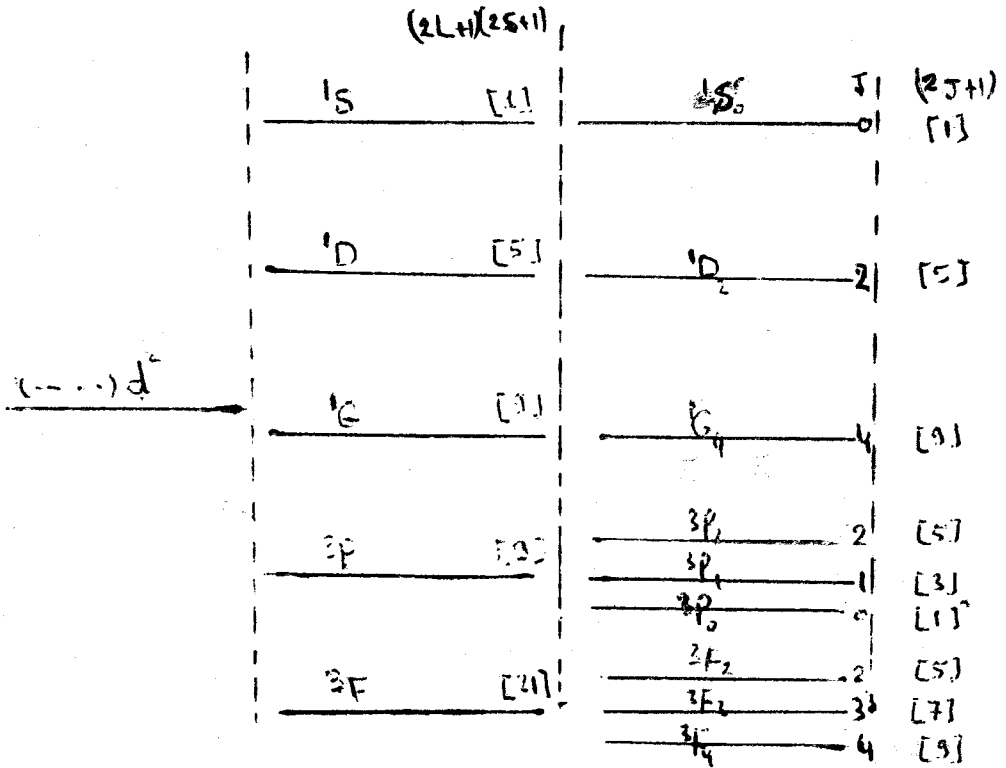 (2L+1)(2S+1)
J (2J+1)
¹S [1] ¹S₀ 0 [1]
¹D [5] ¹D₂ 2 [5]
(-----) d²
¹G [9] ¹G₄ 4 [9]
³P₂ 2 [5]
³P [9] ³P₁ 1 [3]
³P₀ 0 [1]
³F₂ 2 [5]
³F [21] ³F₃ 3 [7]
³F₄ 4 [9]